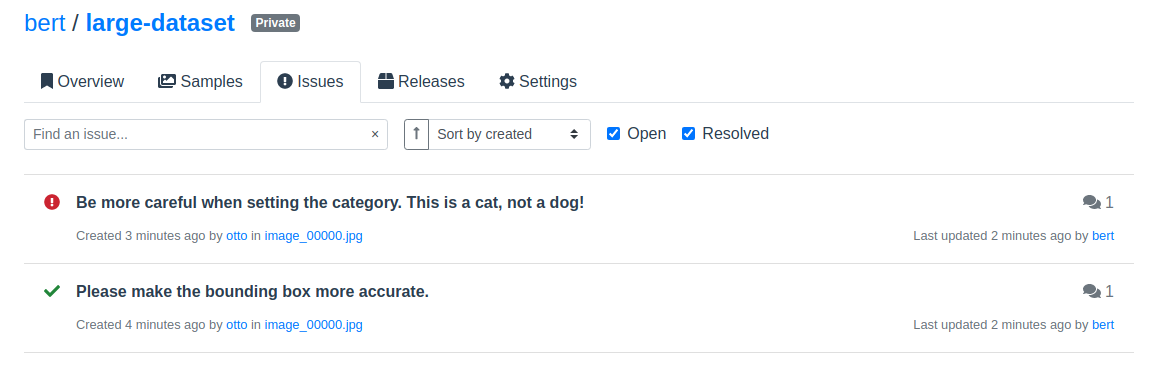 bert / large-dataset Private
Overview Samples Issues Releases Settings
Find an issue... × Sort by created Open Resolved
Be more careful when setting the category. This is a cat, not a dog! 1
Created 3 minutes ago by otto in image_00000.jpg Last updated 2 minutes ago by bert
Please make the bounding box more accurate. 1
Created 4 minutes ago by otto in image_00000.jpg Last updated 2 minutes ago by bert